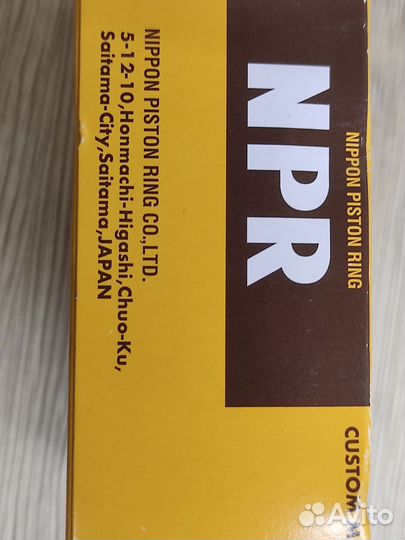 NIPPON PISTON RING
NPR
NIPPON PISTON RING CO.,LTD.
5-12-10,Honmachi-Higashi,Chuo-Ku,
Saitama-City,Saitama,JAPAN
CUSTOM
Avito